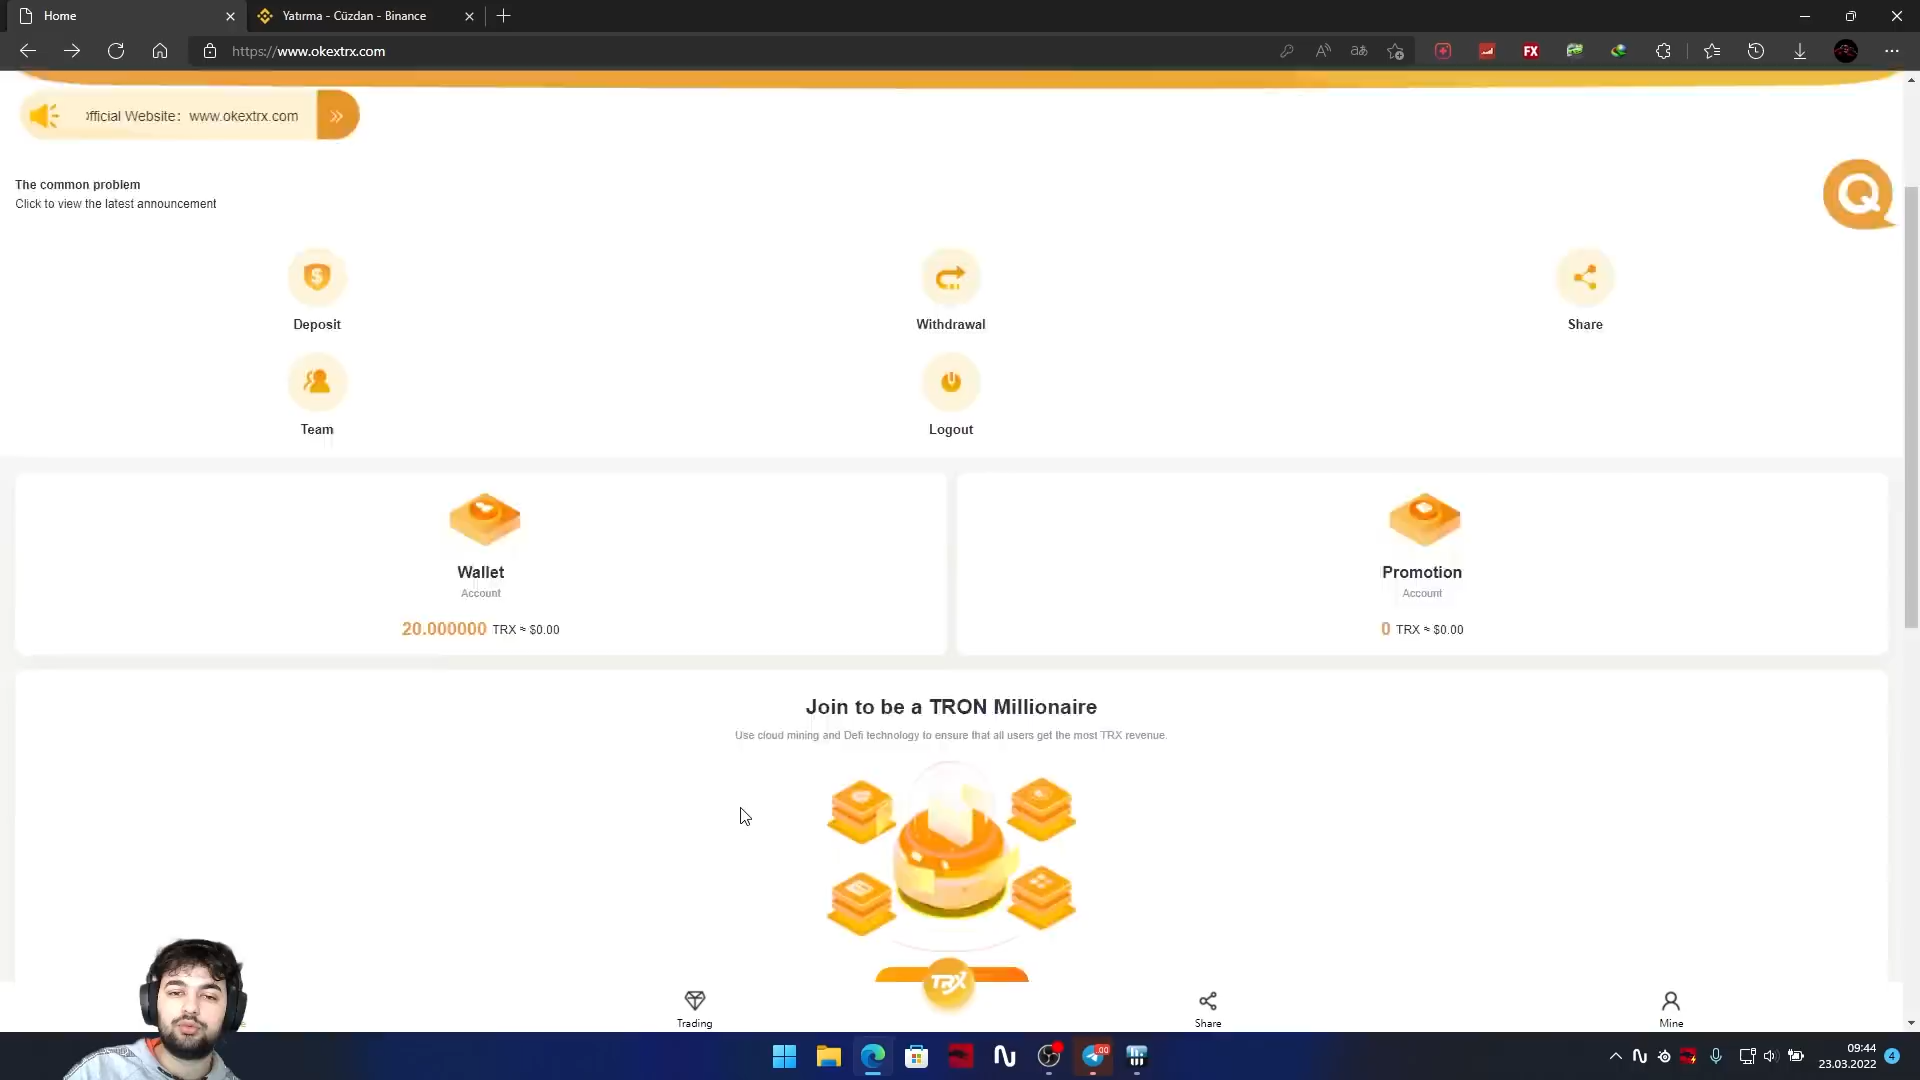 Home
Yatırma - Cüzdan - Binance
https://www.okextrx.com
fficial Website: www.okextrx.com
The common problem
Click to view the latest announcement
Q
Deposit
Withdrawal
Share
Team
Logout
Wallet
Account
20.000000 TRX ≈ $0.00
Promotion
Account
0 TRX ≈ $0.00
Join to be a TRON Millionaire
Use cloud mining and Defi technology to ensure that all users get the most TRX revenue.
TRX
Trading
Share
Mine
FX
09:44
23.03.2022
4